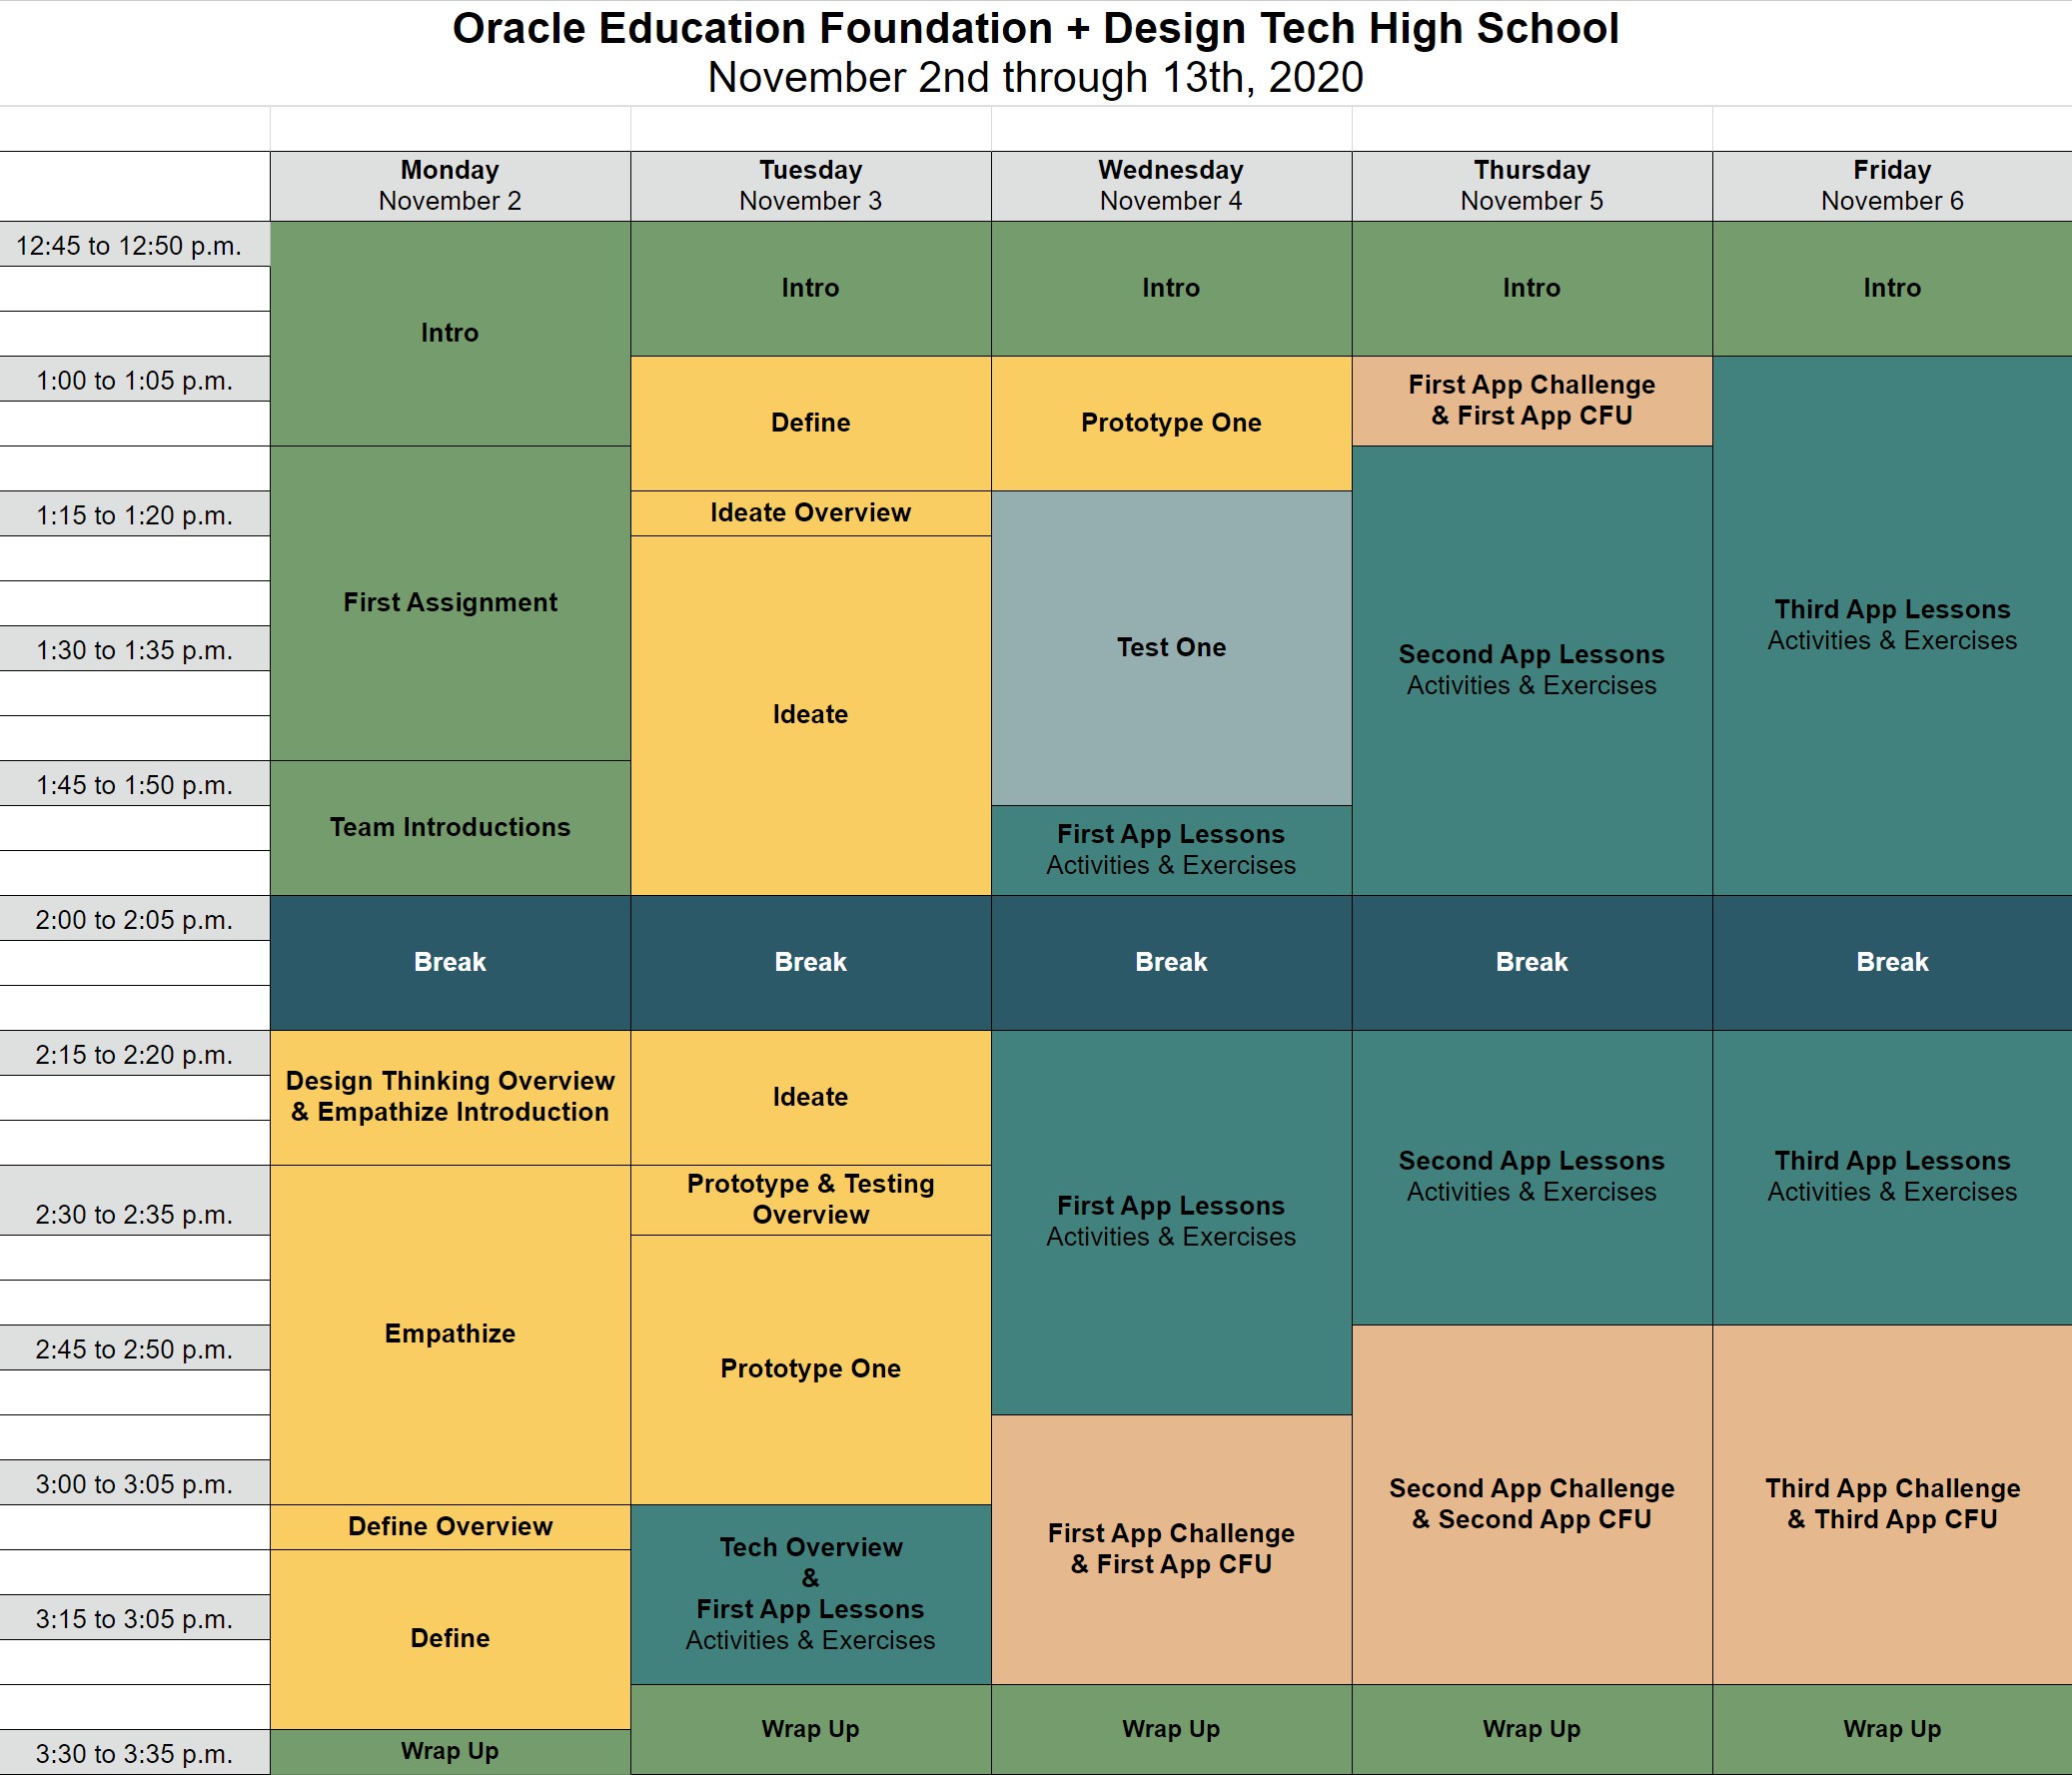 Oracle Education Foundation + Design Tech High School
November 2nd through 13th, 2020
Monday
November 2
Tuesday
November 3
Wednesday
November 4
Thursday
November 5
Friday
November 6
12:45 to 12:50 p.m.
Intro
Intro
Intro
Intro
Intro
1:00 to 1:05 p.m.
Define
Prototype One
First App Challenge
& First App CFU
1:15 to 1:20 p.m.
Ideate Overview
First Assignment
Test One
Third App Lessons
Activities & Exercises
1:30 to 1:35 p.m.
Second App Lessons
Activities & Exercises
Ideate
1:45 to 1:50 p.m.
Team Introductions
First App Lessons
Activities & Exercises
2:00 to 2:05 p.m.
Break
Break
Break
Break
Break
2:15 to 2:20 p.m.
Design Thinking Overview
& Empathize Introduction
Ideate
Second App Lessons
Activities & Exercises
Third App Lessons
Activities & Exercises
2:30 to 2:35 p.m.
Prototype & Testing
Overview
First App Lessons
Activities & Exercises
Empathize
2:45 to 2:50 p.m.
Prototype One
3:00 to 3:05 p.m.
Second App Challenge
& Second App CFU
Third App Challenge
& Third App CFU
Define Overview
First App Challenge
& First App CFU
Tech Overview
&
First App Lessons
Activities & Exercises
3:15 to 3:05 p.m.
Define
Wrap Up
Wrap Up
Wrap Up
Wrap Up
3:30 to 3:35 p.m.
Wrap Up